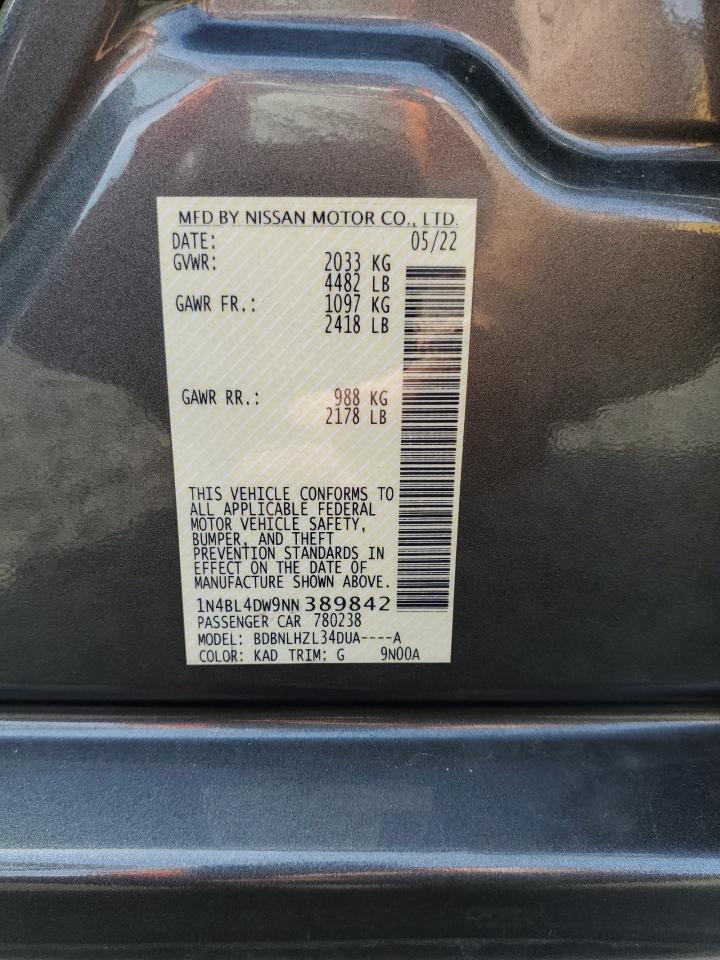 MFD BY NISSAN MOTOR CO., LTD.
DATE: 05/22
GVWR: 2033 KG
4482 LB
GAWR FR.: 1097 KG
2418 LB
GAWR RR.: 988 KG
2178 LB
THIS VEHICLE CONFORMS TO
ALL APPLICABLE FEDERAL
MOTOR VEHICLE SAFETY,
BUMPER, AND THEFT
PREVENTION STANDARDS IN
EFFECT ON THE DATE OF
MANUFACTURE SHOWN ABOVE.
1N4BL4DW9NN389842
PASSENGER CAR 780238
MODEL: BDBNLHZL34DUA----A
COLOR: KAD TRIM: G 9N00A